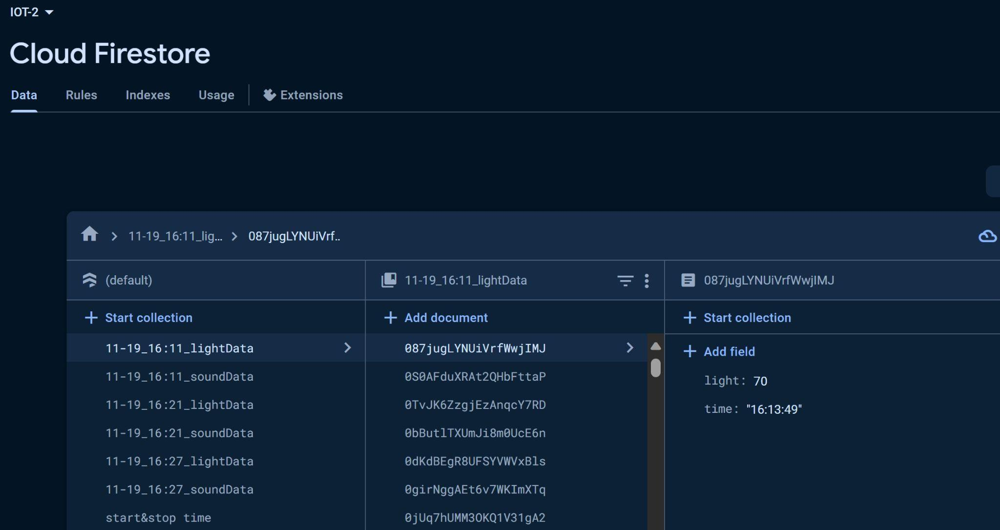 IOT-2
Cloud Firestore
Data Rules Indexes Usage Extensions
11-19_16:11_lig... 087jugLYNUiVrf..
(default) 11-19_16:11_lightData 087jugLYNUiVrfWwjIMJ
Start collection Add document Start collection
11-19_16:11_lightData 087jugLYNUiVrfWwjIMJ
Add field
11-19_16:11_soundData 0S0AFduXRAt2QHbFttaP
light: 70
11-19_16:21_lightData 0TvJK6ZzgjEzAnqcY7RD
time: "16:13:49"
11-19_16:21_soundData 0bButlTXUmJi8m0UcE6n
11-19_16:27_lightData 0dKdBEgR8UFSYVWVxBls
11-19_16:27_soundData 0girNggAEt6v7WKImXTq
start&stop time 0jUq7hUMM3OKQ1V31gA2